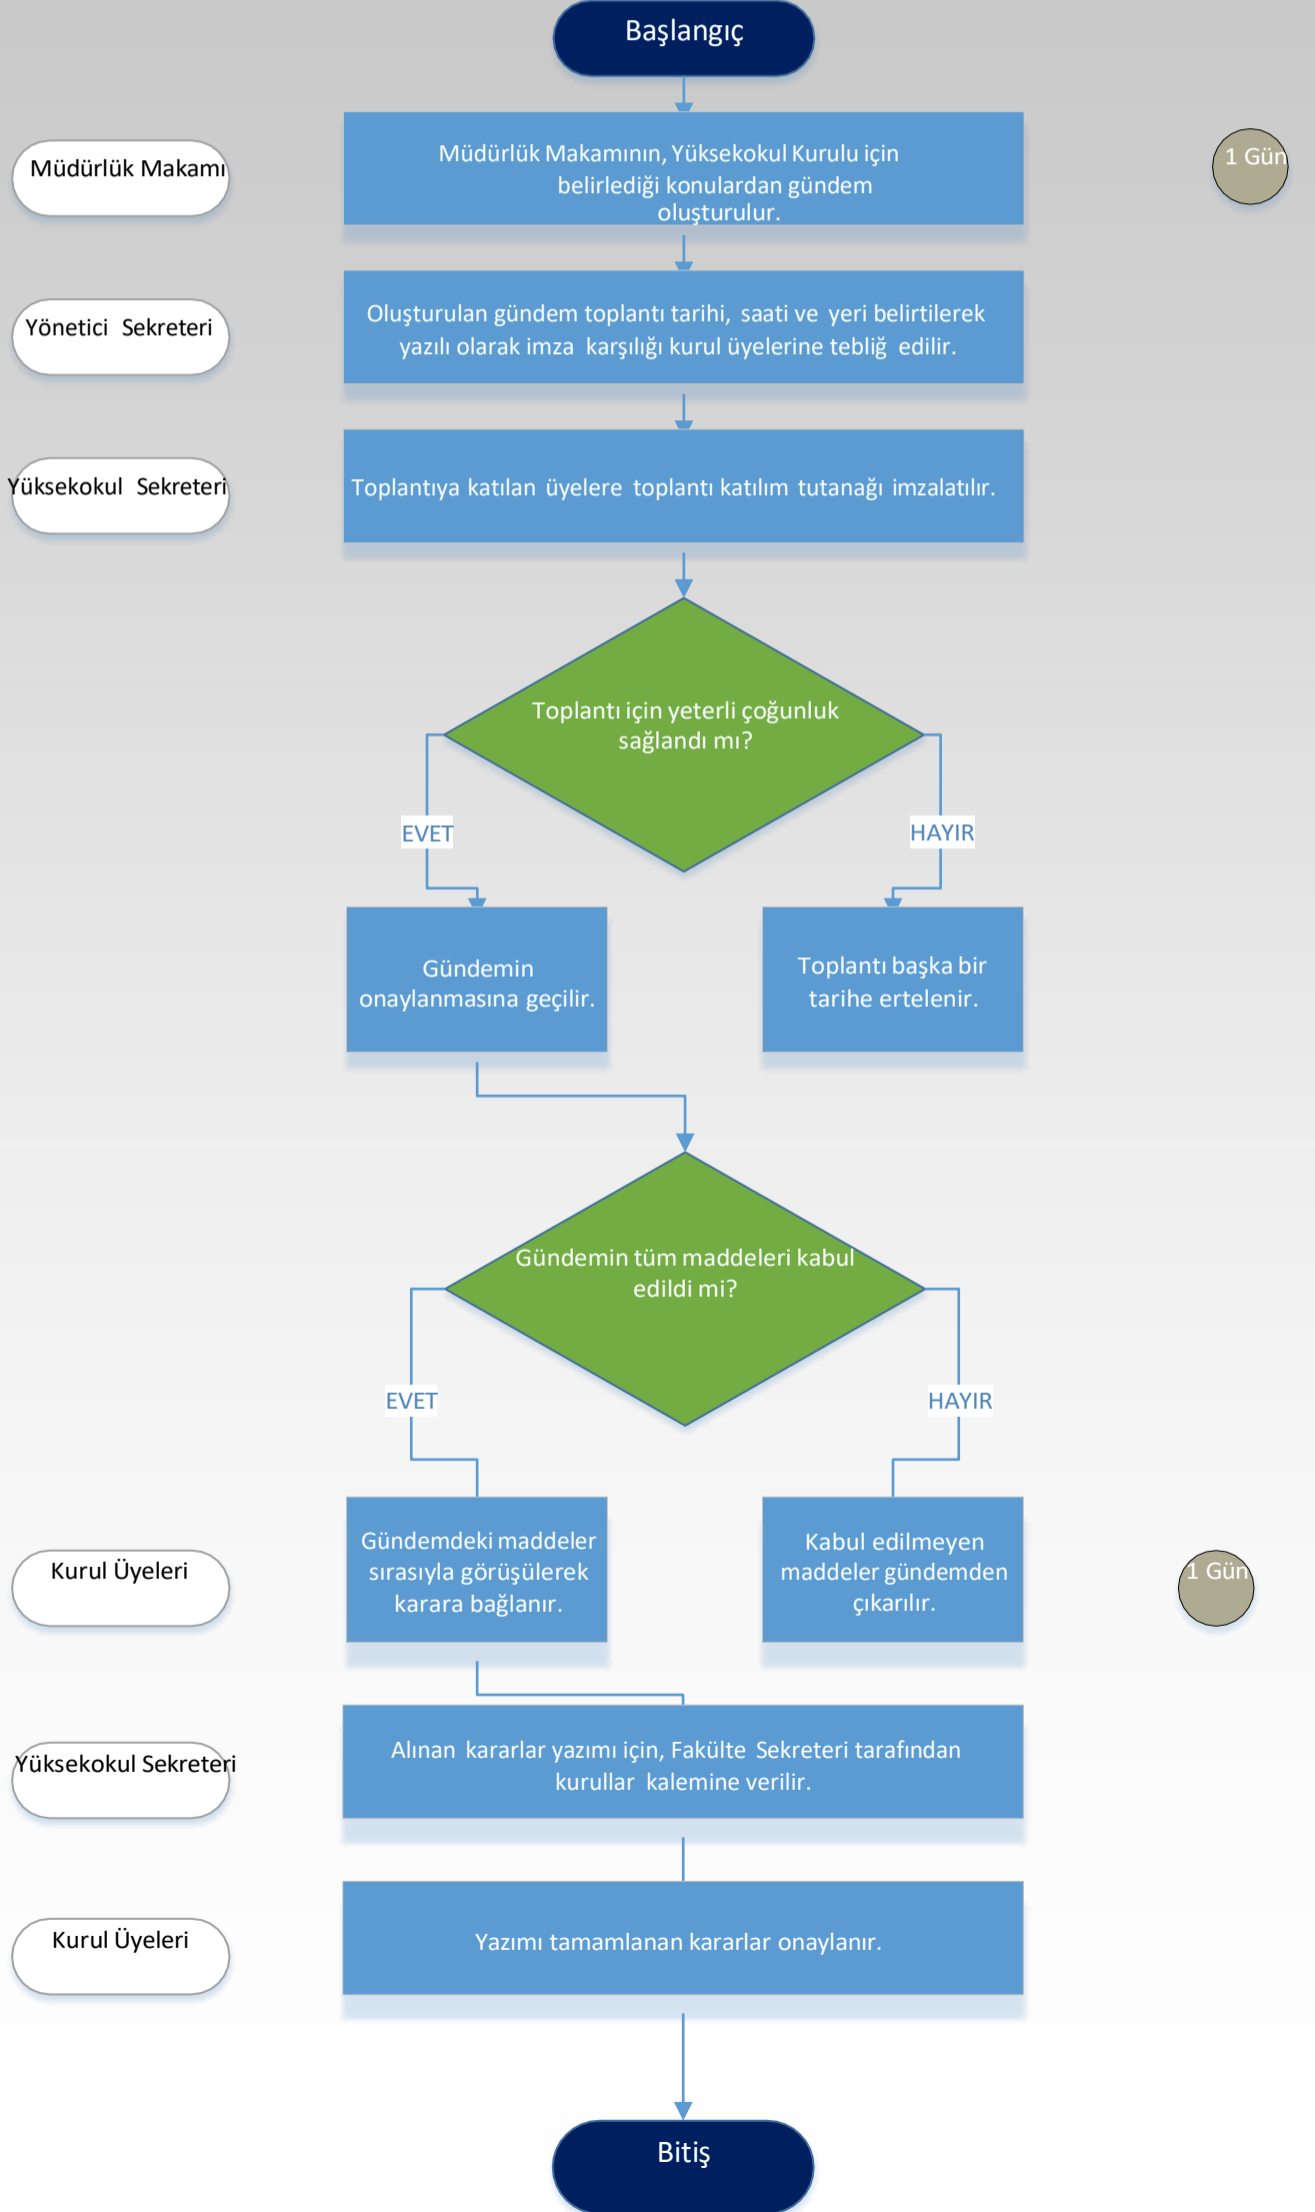 Başlangıç
Müdürlük Makamı
Müdürlük Makamının, Yüksekokul Kurulu için
belirlediği konulardan gündem
oluşturulur.
1 Gün
Yönetici Sekreteri
Oluşturulan gündem toplantı tarihi, saati ve yeri belirtilerek
yazılı olarak imza karşılığı kurul üyelerine tebliğ edilir.
Yüksekokul Sekreteri
Toplantıya katılan üyelere toplantı katılım tutanağı imzalatılır.
Toplantı için yeterli çoğunluk
sağlandı mı?
EVET
HAYIR
Gündemin
onaylanmasına geçilir.
Toplantı başka bir
tarihe ertelenir.
Gündemin tüm maddeleri kabul
edildi mi?
EVET
HAYIR
Kurul Üyeleri
Gündemdeki maddeler
sırasıyla görüşülerek
karara bağlanır.
Kabul edilmeyen
maddeler gündemden
çıkarılır.
1 Gün
Yüksekokul Sekreteri
Alınan kararlar yazımı için, Fakülte Sekreteri tarafından
kurullar kalemine verilir.
Kurul Üyeleri
Yazımı tamamlanan kararlar onaylanır.
Bitiş